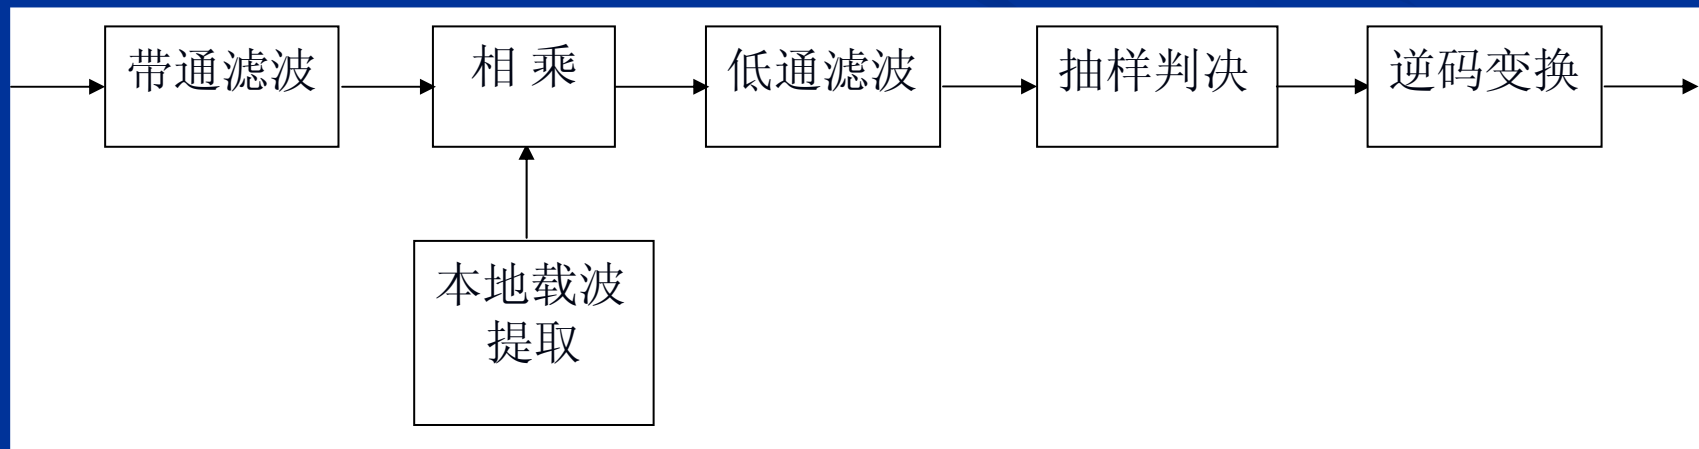 带通滤波
相 乘
低通滤波
抽样判决
逆码变换
本地载波
提取